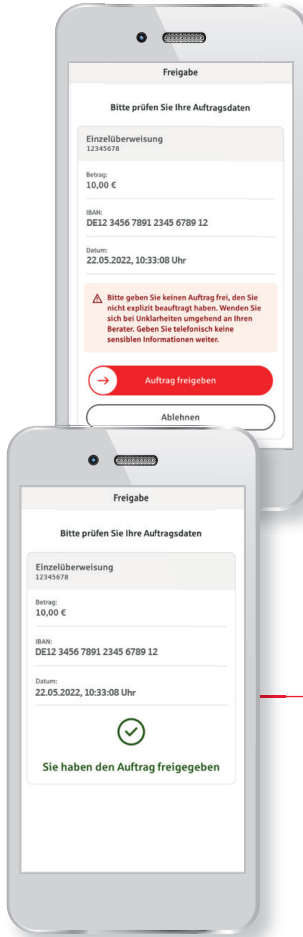 Freigabe
Bitte prüfen Sie Ihre Auftragsdaten
Einzelüberweisung
12345678
Betrag:
10,00 €
IBAN:
DE12 3456 7891 2345 6789 12
Datum:
22.05.2022, 10:33:08 Uhr
Bitte geben Sie keinen Auftrag frei, den Sie
nicht explizit beauftragt haben. Wenden Sie
sich bei Unklarheiten umgehend an Ihren
Berater. Geben Sie telefonisch keine
sensiblen Informationen weiter.
Auftrag freigeben
Ablehnen
Freigabe
Bitte prüfen Sie Ihre Auftragsdaten
Einzelüberweisung
12345678
Betrag:
10,00 €
IBAN:
DE12 3456 7891 2345 6789 12
Datum:
22.05.2022, 10:33:08 Uhr
Sie haben den Auftrag freigegeben